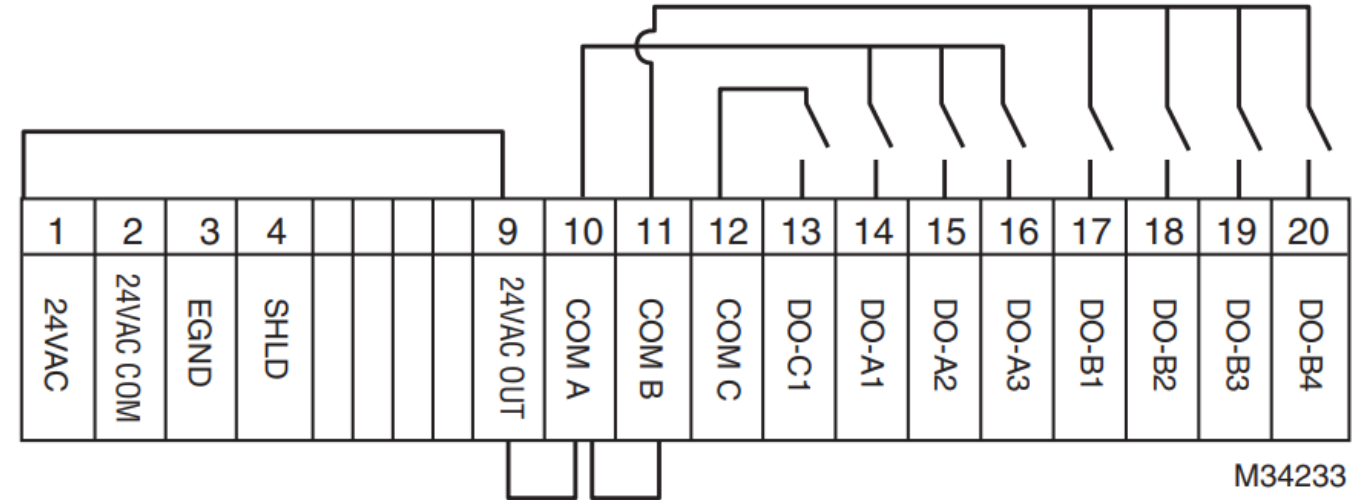 1 2 3 4 9 10 11 12 13 14 15 16 17 18 19 20
24VAC
24VAC COM
EGND
SHLD
24VAC OUT
COM A
COM B
COM C
DO-C1
DO-A1
DO-A2
DO-A3
DO-B1
DO-B2
DO-B3
DO-B4
M34233